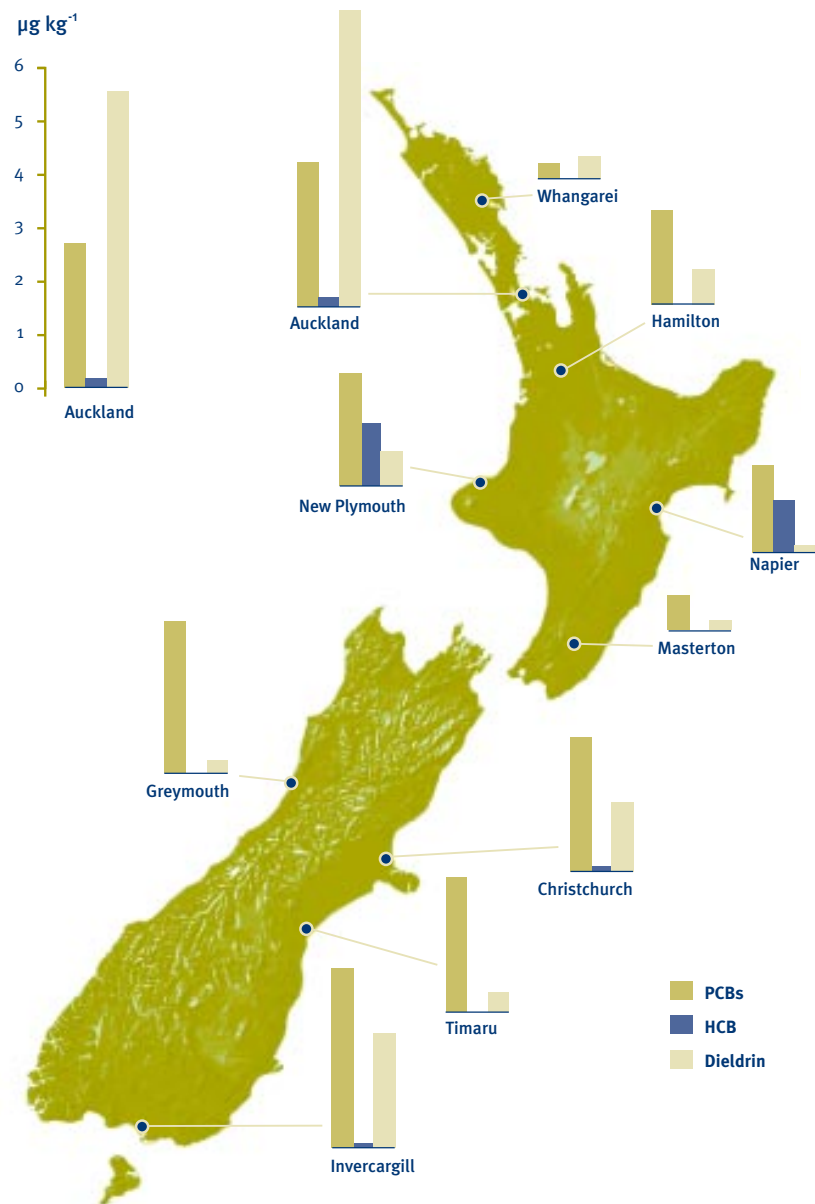 µg kg⁻¹
6
5
4
3
2
1
0
Auckland
Auckland
Whangarei
Hamilton
New Plymouth
Napier
Masterton
Greymouth
Christchurch
Timaru
Invercargill
PCBs
HCB
Dieldrin